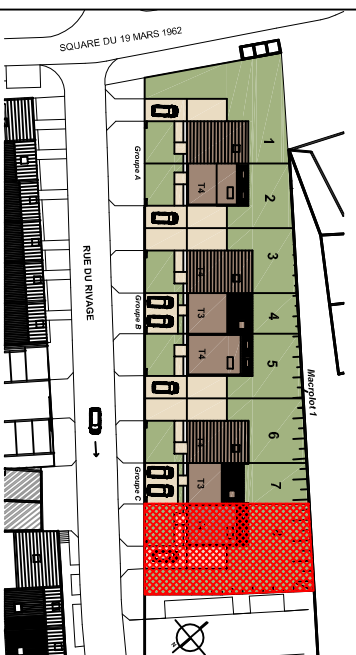 SQUARE DU 19 MARS 1962
RUE DU RIVAGE
Groupe A
Groupe B
Groupe C
1
2
3
4
5
6
7
T4
T3
T4
T3
Macrolot 1